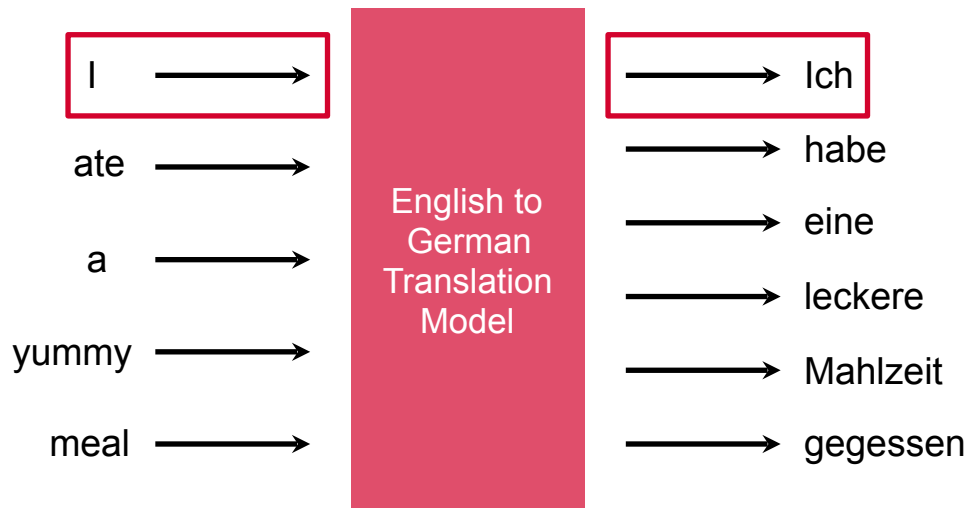 I
ate
a
yummy
meal
English to
German
Translation
Model
Ich
habe
eine
leckere
Mahlzeit
gegessen